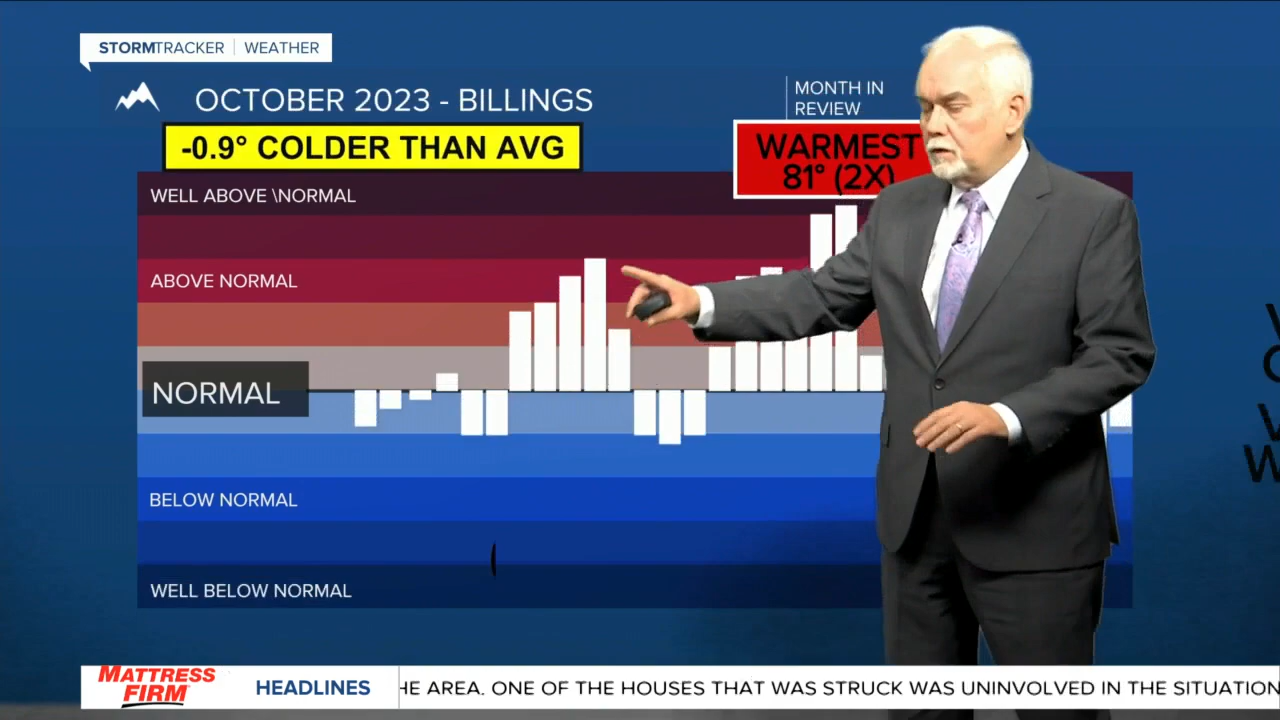 STORMTRACKER WEATHER
OCTOBER 2023 - BILLINGS
MONTH IN
REVIEW
-0.9° COLDER THAN AVG
WARMEST
81° (2X)
WELL ABOVE \NORMAL
ABOVE NORMAL
NORMAL
BELOW NORMAL
WELL BELOW NORMAL
MATTRESS
FIRM
HEADLINES
HE AREA. ONE OF THE HOUSES THAT WAS STRUCK WAS UNINVOLVED IN THE SITUATION